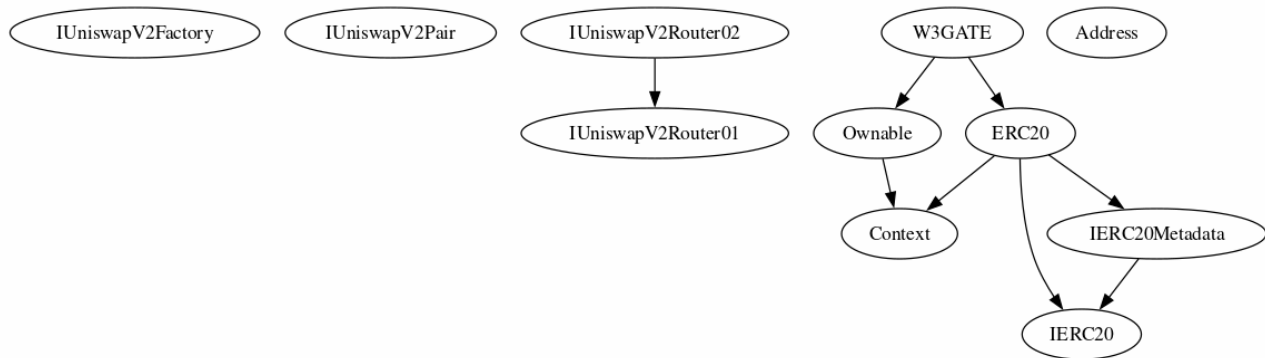 IUniswapV2Factory
IUniswapV2Pair
IUniswapV2Router02
W3GATE
Address
IUniswapV2Router01
Ownable
ERC20
Context
IERC20Metadata
IERC20